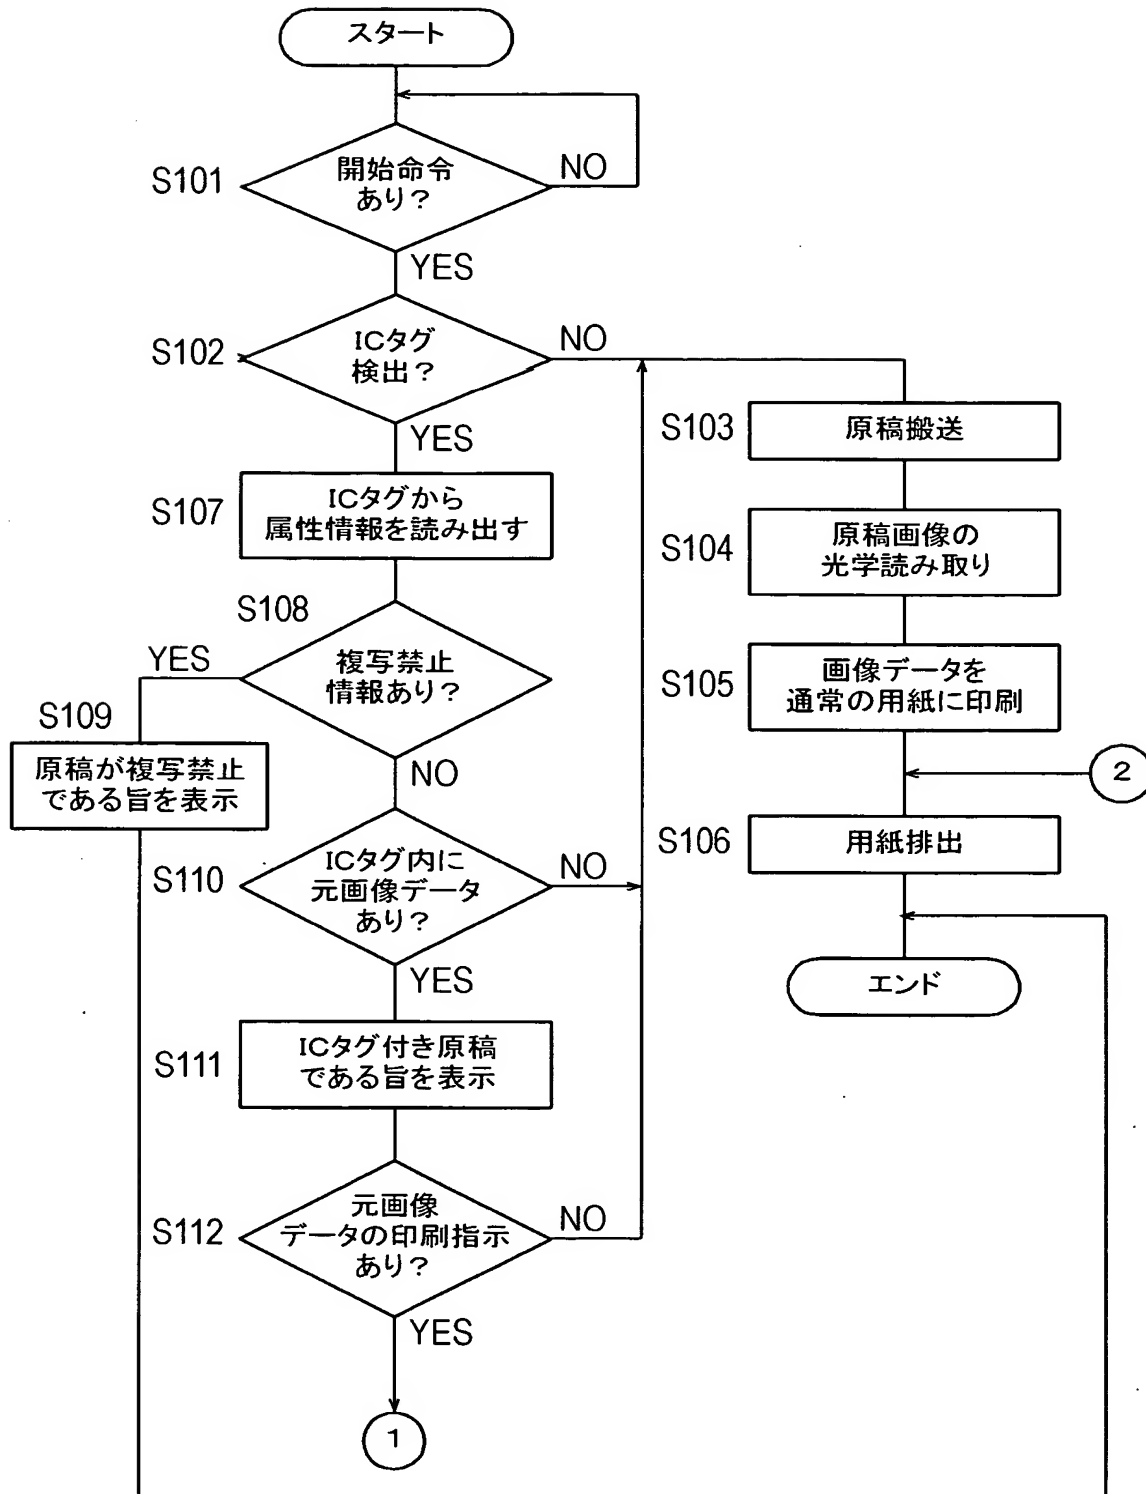 スタート
S101
開始命令
あり?
NO
YES
S102
ICタグ
検出?
NO
YES
S103
原稿搬送
S107
ICタグから
属性情報を読み出す
S104
原稿画像の
光学読み取り
S108
YES
複写禁止
情報あり?
NO
S105
画像データを
通常の用紙に印刷
S109
原稿が複写禁止
である旨を表示
2
S106
用紙排出
S110
ICタグ内に
元画像データ
あり?
NO
YES
エンド
S111
ICタグ付き原稿
である旨を表示
S112
元画像
データの印刷指示
あり?
NO
YES
1